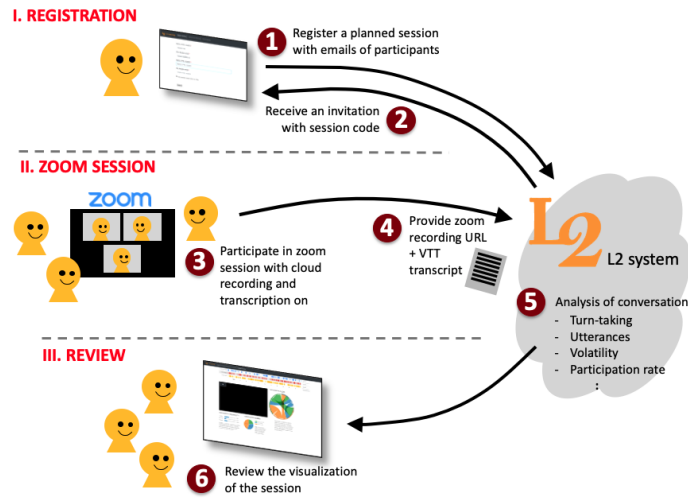 I. REGISTRATION
1
Register a planned session
with emails of participants
Receive an invitation
with session code
2
II. ZOOM SESSION
zoom
3
Participate in zoom
session with cloud
recording and
transcription on
4
Provide zoom
recording URL
+ VTT
transcript
L2
L2 system
5
Analysis of conversation
- Turn-taking
- Utterances
- Volatility
- Participation rate
:
III. REVIEW
6
Review the visualization
of the session